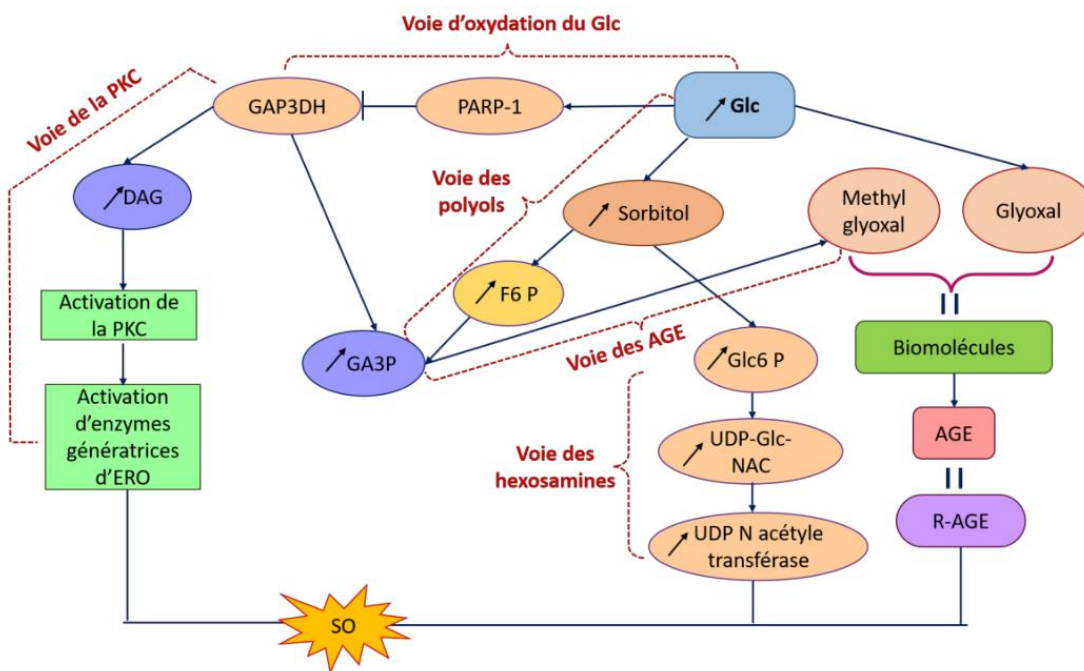 Voie d'oxydation du Glc
Voie de la PKC
GAP3DH
PARP-1
Glc
DAG
Voie des
polyols
Sorbitol
Methyl
glyoxal
Glyoxal
F6 P
Activation de
la PKC
GA3P
Voie des AGE
Glc6 P
Biomolécules
Activation
d'enzymes
génératrices
d'ERO
Voie des
hexosamines
UDP-Glc-
NAC
AGE
R-AGE
UDP N acétyle
transférase
SO